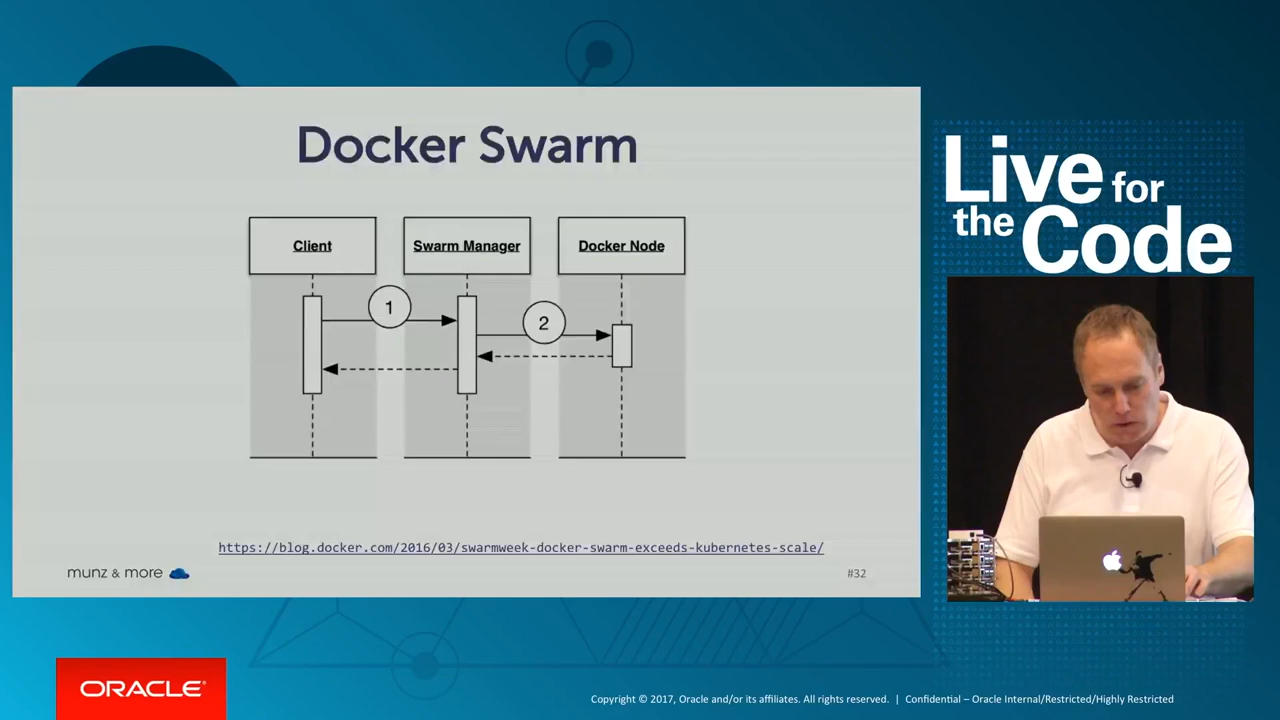 Docker Swarm
Client
Swarm Manager
Docker Node
1
2
https://blog.docker.com/2016/03/swarmweek-docker-swarm-exceeds-kubernetes-scale/
munz & more
#32
Live for
the Code
ORACLE®
Copyright © 2017, Oracle and/or its affiliates. All rights reserved. | Confidential – Oracle Internal/Restricted/Highly Restricted